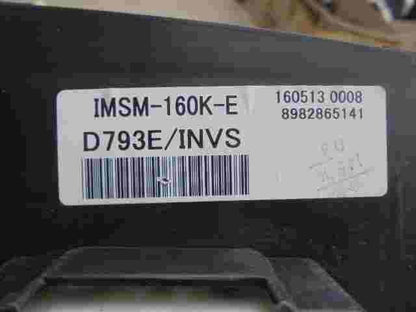 IMSM-160K-E
160513 0008
8982865141
D793E/INVS